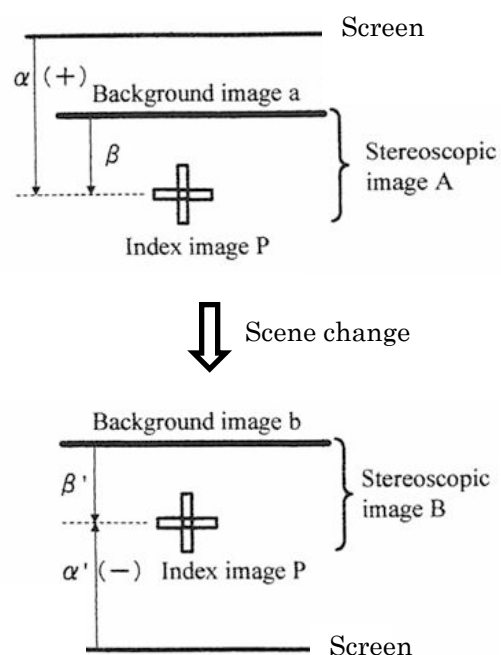 Screen
α (+)
Background image a
β
Stereoscopic
image A
Index image P
Scene change
Background image b
β'
Stereoscopic
image B
α' (−) Index image P
Screen